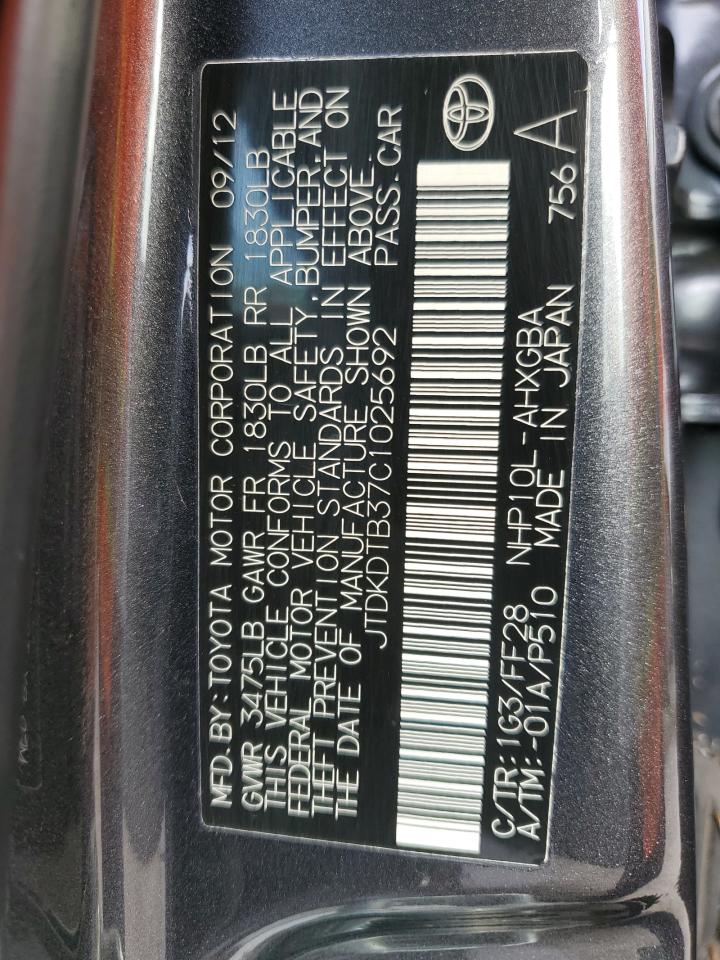 MFD.BY:TOYOTA MOTOR CORPORATION 09/12
GVWR 3475LB GAWR FR 1830LB RR 1830LB
THIS VEHICLE CONFORMS TO ALL APPLICABLE
FEDERAL MOTOR VEHICLE SAFETY,BUMPER,AND
THEFT PREVENTION STANDARDS IN EFFECT ON
THE DATE OF MANUFACTURE SHOWN ABOVE.
JTDKDTB37C1025692 PASS.CAR
C/TR:1G3/FF28 NHP10L-AHXGBA
A/TM:-01A/P510 MADE IN JAPAN 756 A